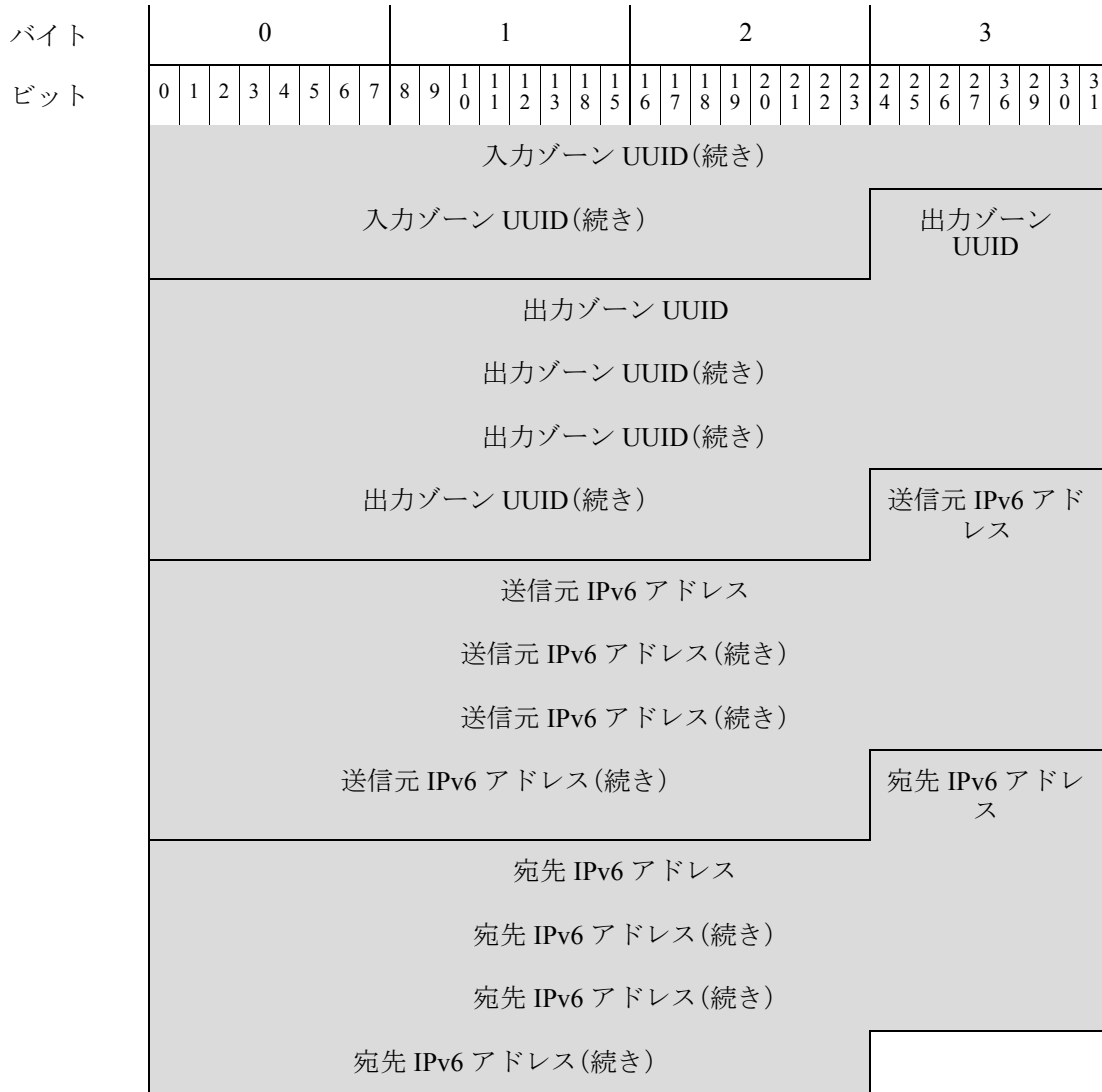 バイト 0 1 2 3
ビット 0 1 2 3 4 5 6 7 8 9 10 11 12 13 18 15 16 17 18 19 20 21 22 23 24 25 26 27 36 29 30 31
入力ゾーン UUID(続き)
入力ゾーン UUID(続き) 出力ゾーン
UUID
出力ゾーン UUID
出力ゾーン UUID(続き)
出力ゾーン UUID(続き)
出力ゾーン UUID(続き) 送信元 IPv6 アド
レス
送信元 IPv6 アドレス
送信元 IPv6 アドレス(続き)
送信元 IPv6 アドレス(続き)
送信元 IPv6 アドレス(続き) 宛先 IPv6 アドレ
ス
宛先 IPv6 アドレス
宛先 IPv6 アドレス(続き)
宛先 IPv6 アドレス(続き)
宛先 IPv6 アドレス(続き)